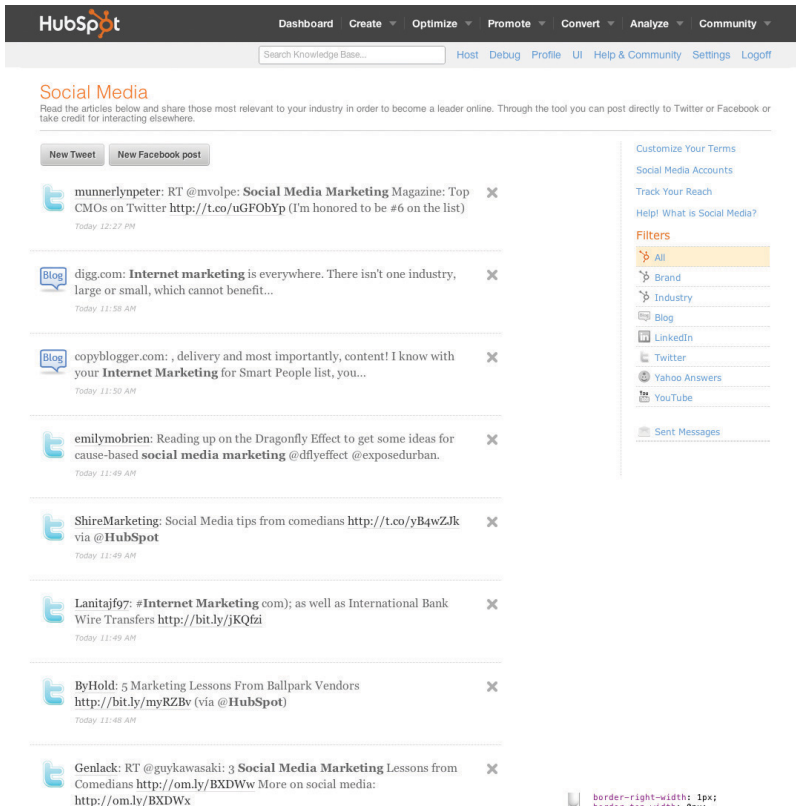 HubSpot
Dashboard Create Optimize Promote Convert Analyze Community
Search Knowledge Base...
Host Debug Profile UI Help & Community Settings Logoff
Social Media
Read the articles below and share those most relevant to your industry in order to become a leader online. Through the tool you can post directly to Twitter or Facebook or
take credit for interacting elsewhere.
New Tweet New Facebook post
munnerlynpeter: RT @mvolpe: Social Media Marketing Magazine: Top
CMOs on Twitter http://t.co/uGFObYp (I'm honored to be #6 on the list)
Today 12:27 PM
Blog
digg.com: Internet marketing is everywhere. There isn't one industry,
large or small, which cannot benefit...
Today 11:58 AM
Blog
copyblogger.com: , delivery and most importantly, content! I know with
your Internet Marketing for Smart People list, you...
Today 11:50 AM
emilymobrien: Reading up on the Dragonfly Effect to get some ideas for
cause-based social media marketing @dflyeffect @exposedurban.
Today 11:49 AM
ShireMarketing: Social Media tips from comedians http://t.co/yB4wZJk
via @HubSpot
Today 11:49 AM
Lanitajf97: #Internet Marketing com); as well as International Bank
Wire Transfers http://bit.ly/jKQfzi
Today 11:49 AM
ByHold: 5 Marketing Lessons From Ballpark Vendors
http://bit.ly/myRZBv (via @HubSpot)
Today 11:48 AM
Genlack: RT @guykawasaki: 3 Social Media Marketing Lessons from
Comedians http://om.ly/BXDWw More on social media:
http://om.ly/BXDWx
Customize Your Terms
Social Media Accounts
Track Your Reach
Help! What is Social Media?
Filters
All
Brand
Industry
Blog
LinkedIn
Twitter
Yahoo Answers
YouTube
Sent Messages
border-right-width: 1px;